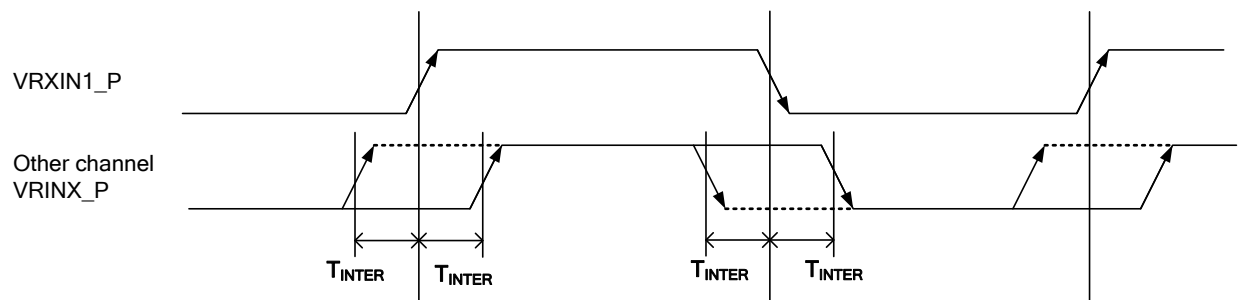 VRXIN1_P
Other channel
VRINX_P
TINTER
TINTER
TINTER
TINTER